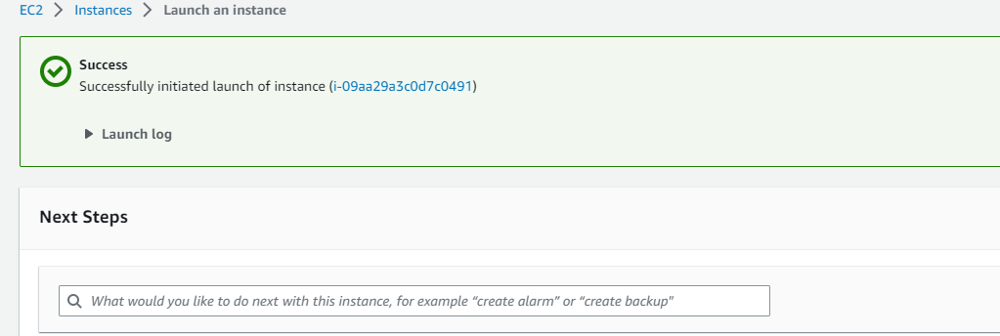 EC2 > Instances > Launch an instance
Success
Successfully initiated launch of instance (i-09aa29a3c0d7c0491)
Launch log
Next Steps
What would you like to do next with this instance, for example “create alarm” or “create backup”